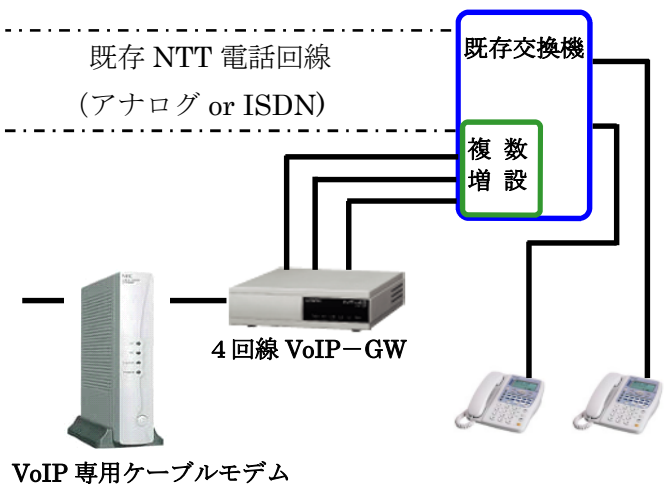 既存交換機
既存 NTT 電話回線
(アナログ or ISDN)
複 数
増 設
４回線 VoIP－GW
NEC
VoIP 専用ケーブルモデム